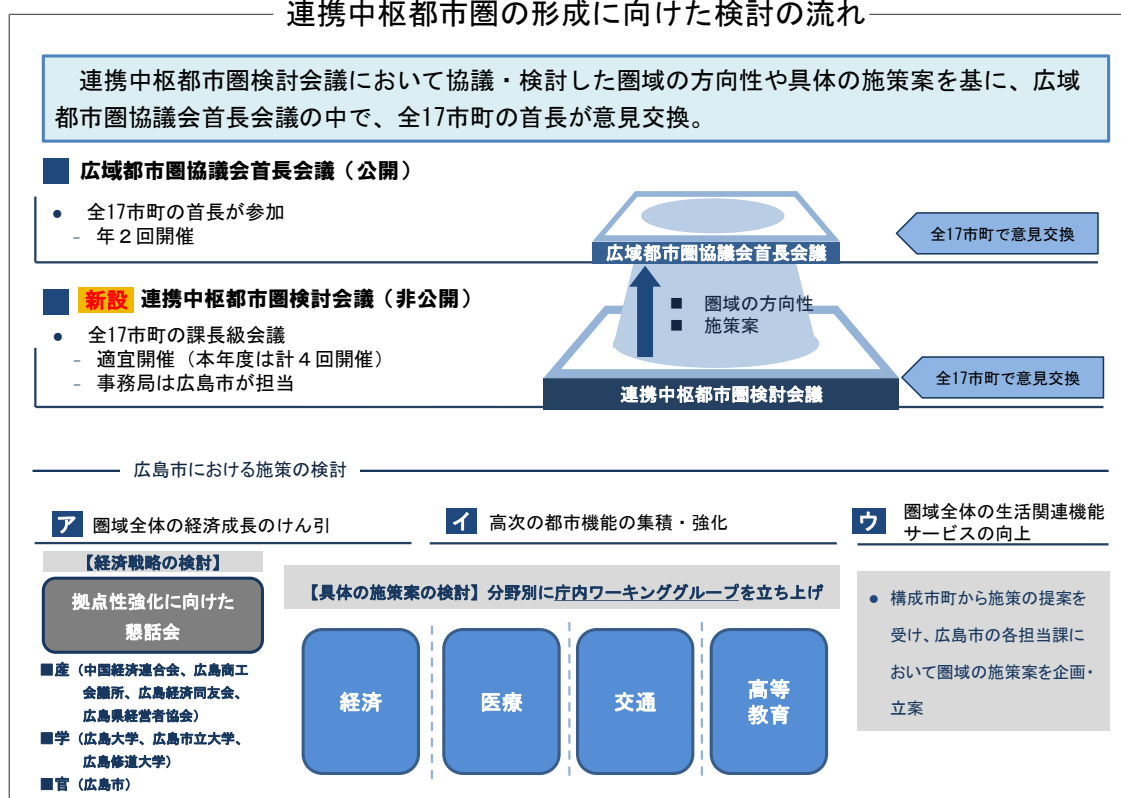 連携中枢都市圏の形成に向けた検討の流れ
連携中枢都市圏検討会議において協議・検討した圏域の方向性や具体の施策案を基に、広域
都市圏協議会首長会議の中で、全17市町の首長が意見交換。
広域都市圏協議会首長会議（公開）
● 全17市町の首長が参加
- 年２回開催
広域都市圏協議会首長会議
全17市町で意見交換
新設 連携中枢都市圏検討会議（非公開）
● 全17市町の課長級会議
- 適宜開催（本年度は計４回開催）
- 事務局は広島市が担当
■ 圏域の方向性
■ 施策案
連携中枢都市圏検討会議
全17市町で意見交換
広島市における施策の検討
ア 圏域全体の経済成長のけん引
【経済戦略の検討】
拠点性強化に向けた
懇話会
■産（中国経済連合会、広島商工
会議所、広島経済同友会、
広島県経営者協会）
■学（広島大学、広島市立大学、
広島修道大学）
■官（広島市）
イ 高次の都市機能の集積・強化
【具体の施策案の検討】分野別に庁内ワーキンググループを立ち上げ
経済
医療
交通
高等
教育
ウ 圏域全体の生活関連機能
サービスの向上
● 構成市町から施策の提案を
受け、広島市の各担当課に
おいて圏域の施策案を企画・
立案